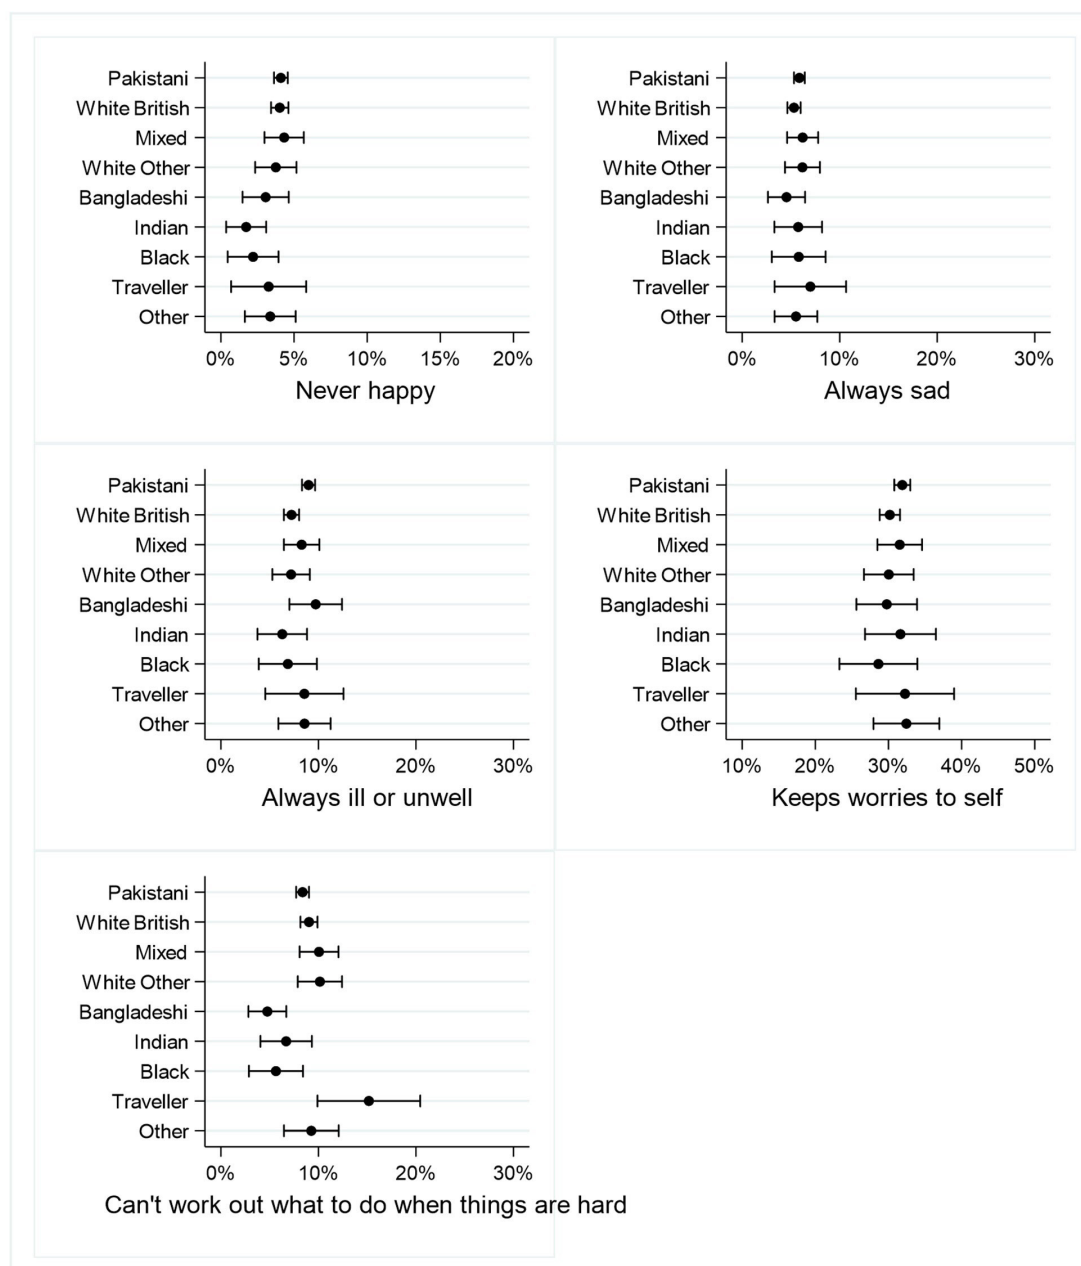 Pakistani
White British
Mixed
White Other
Bangladeshi
Indian
Black
Traveller
Other
0% 5% 10% 15% 20%
Never happy
Pakistani
White British
Mixed
White Other
Bangladeshi
Indian
Black
Traveller
Other
0% 10% 20% 30%
Always sad
Pakistani
White British
Mixed
White Other
Bangladeshi
Indian
Black
Traveller
Other
0% 10% 20% 30%
Always ill or unwell
Pakistani
White British
Mixed
White Other
Bangladeshi
Indian
Black
Traveller
Other
10% 20% 30% 40% 50%
Keeps worries to self
Pakistani
White British
Mixed
White Other
Bangladeshi
Indian
Black
Traveller
Other
0% 10% 20% 30%
Can't work out what to do when things are hard